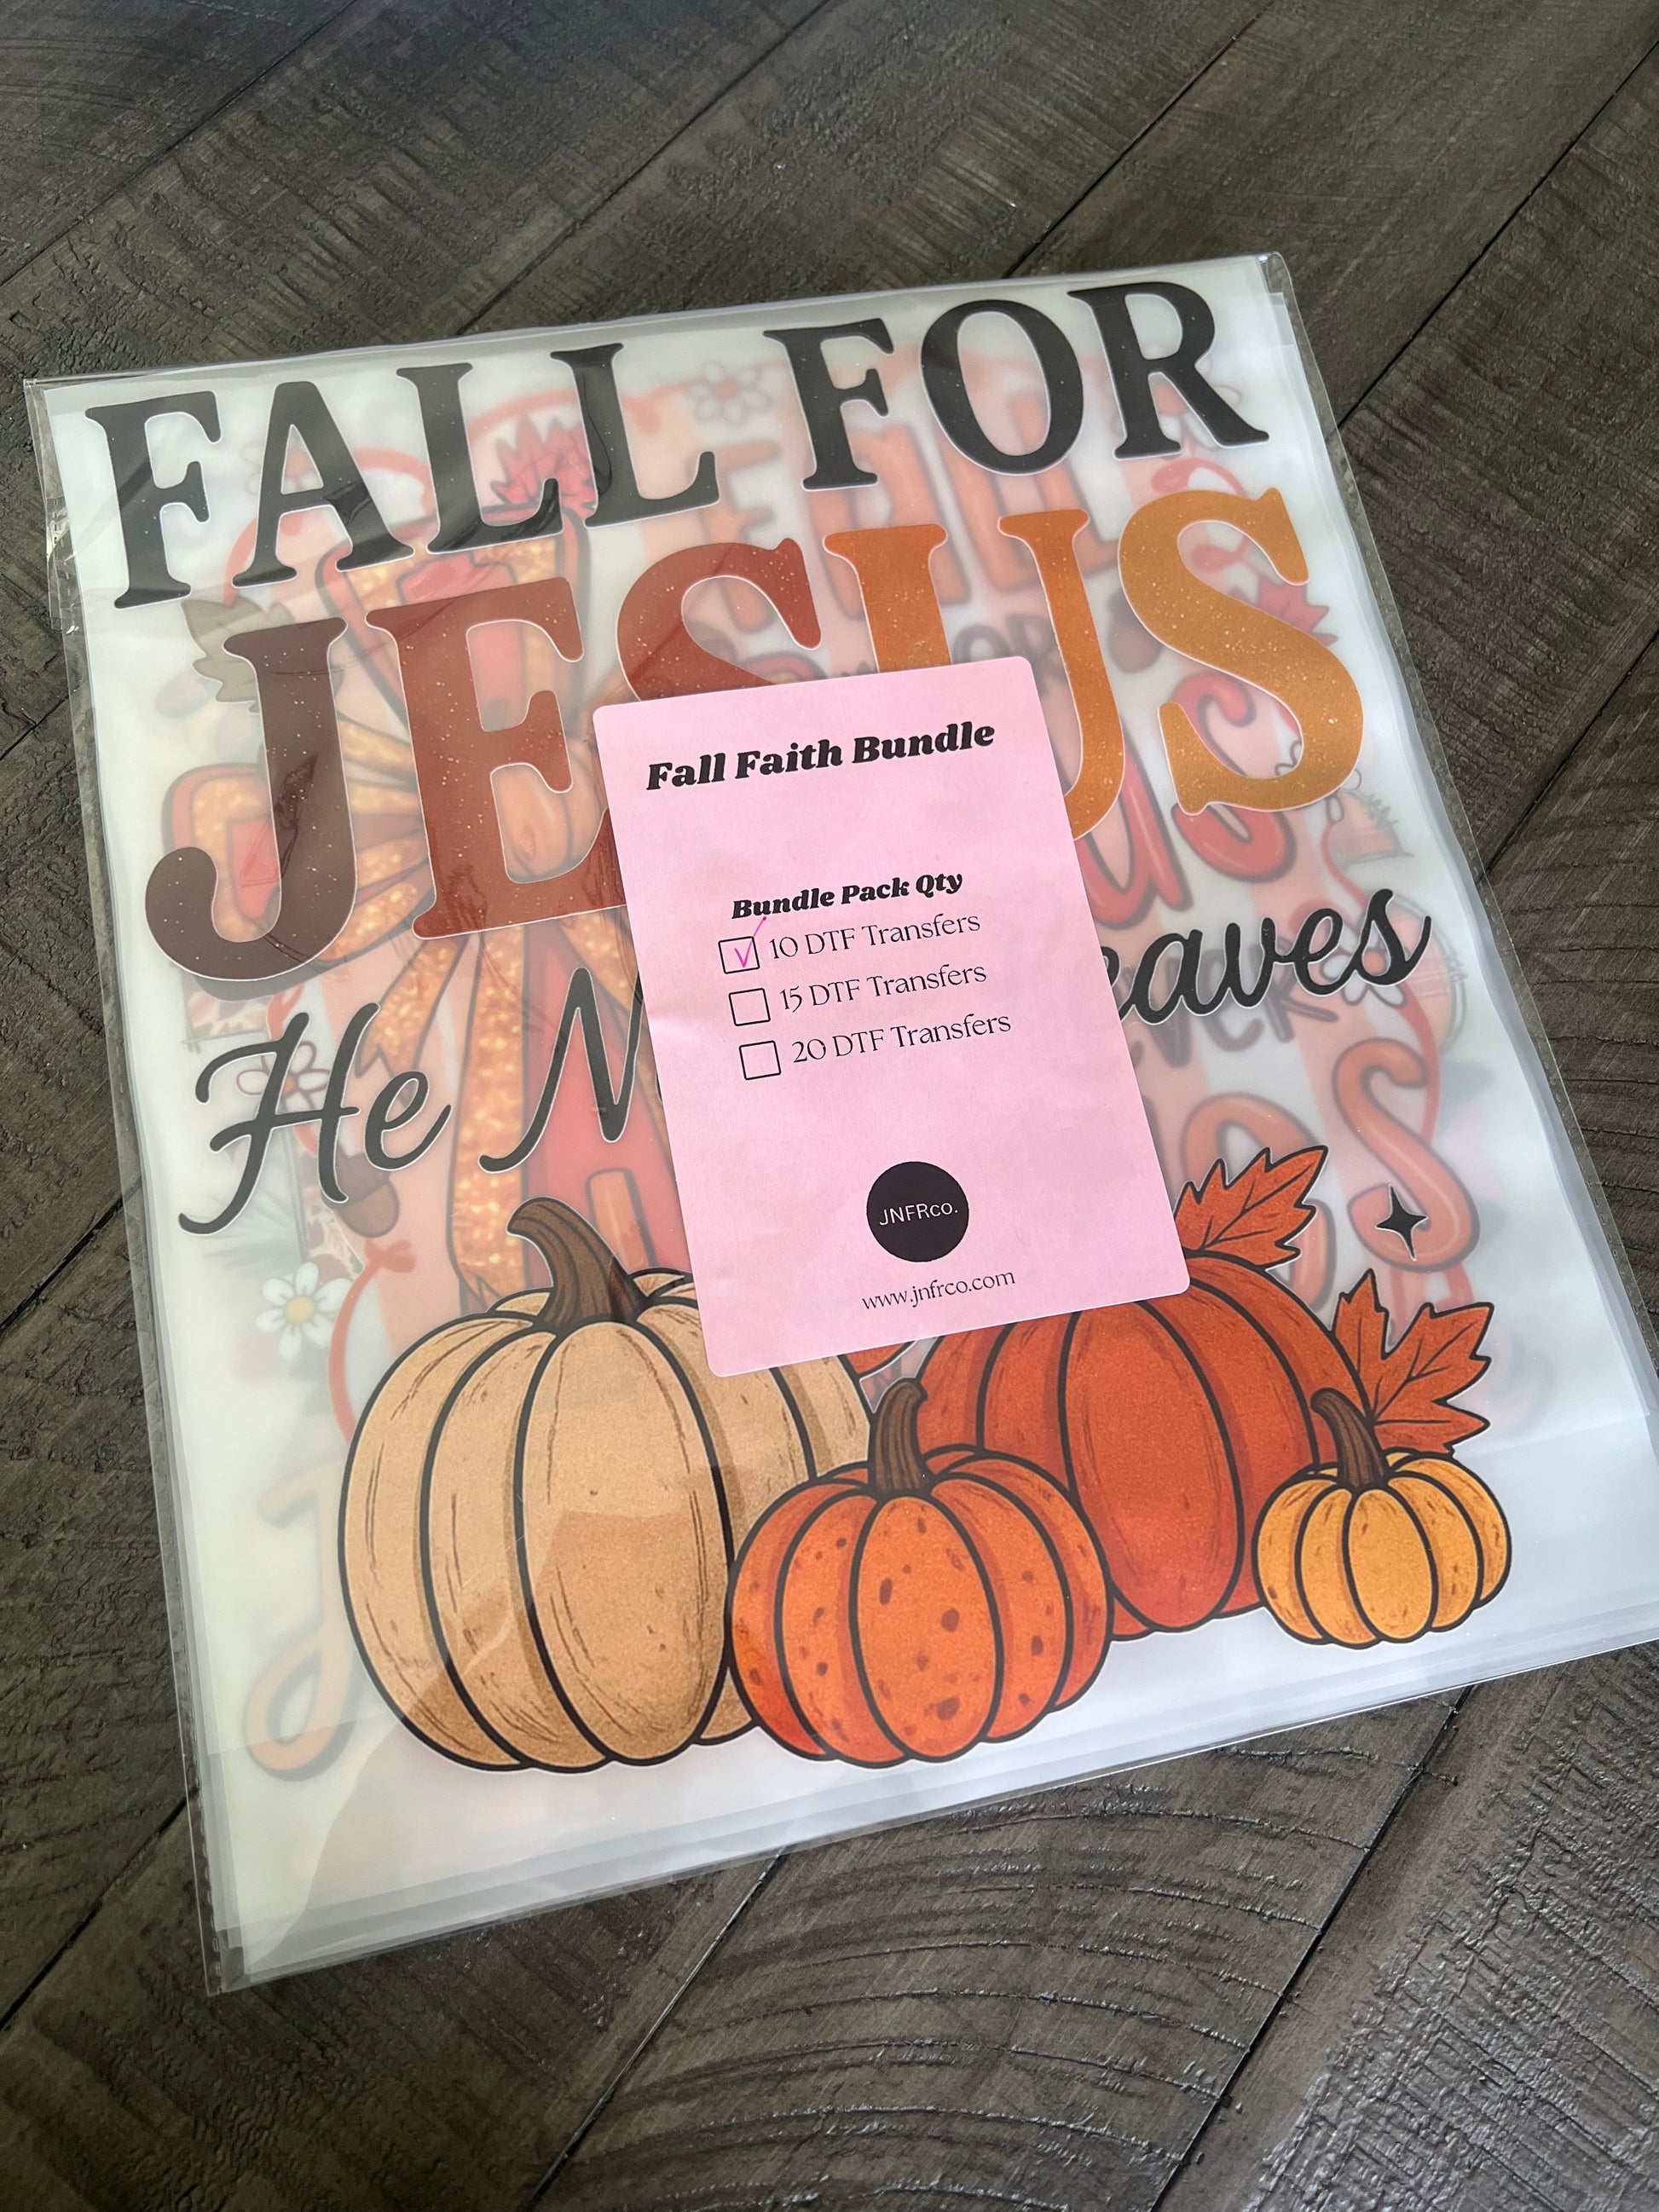 FALL FOR
JESUS
He N eaves
Fall Faith Bundle
Bundle Pack Qty
10 DTF Transfers
15 DTF Transfers
20 DTF Transfers
JNFRco.
www.jnfrco.com